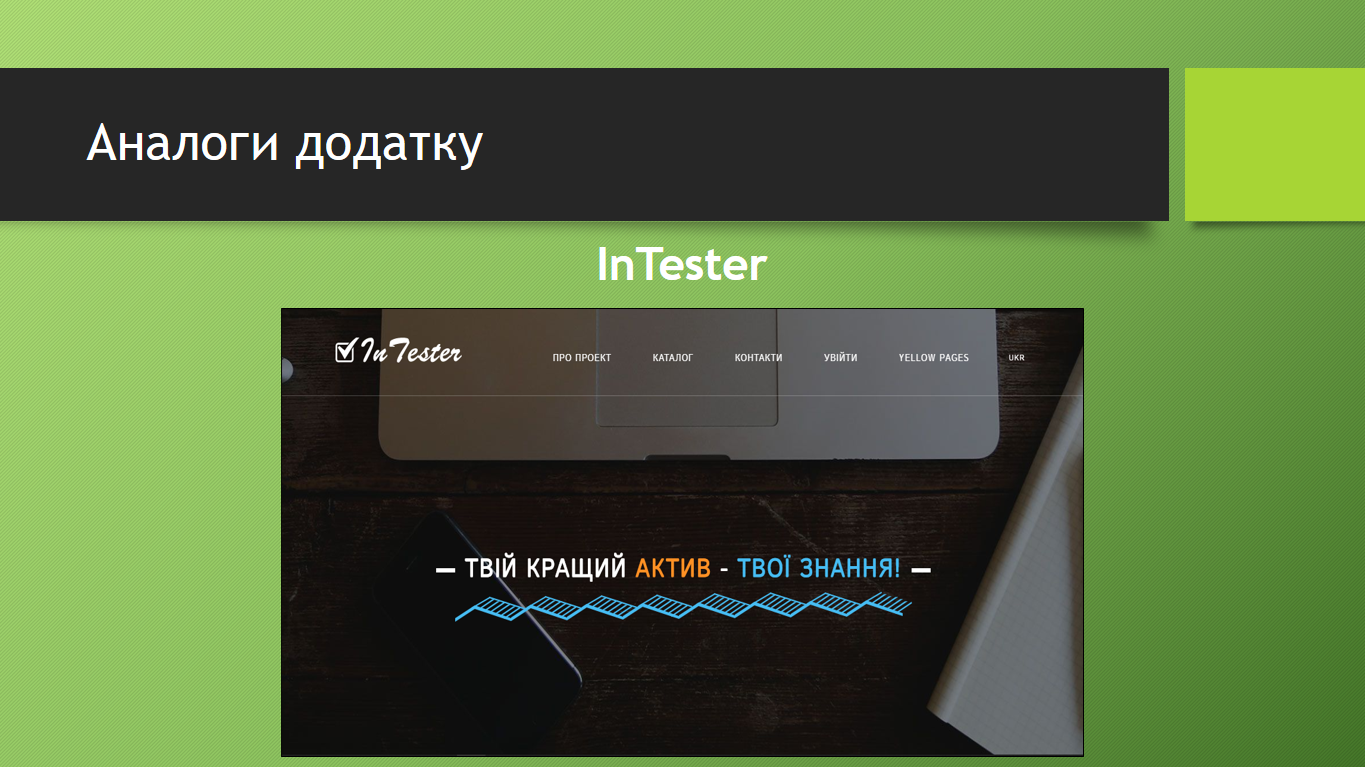 Аналоги додатку
InTester
InTester
ПРО ПРОЕКТ КАТАЛОГ КОНТАКТИ УВІЙТИ YELLOW PAGES UKR
— ТВІЙ КРАЩИЙ АКТИВ - ТВОЇ ЗНАННЯ! —